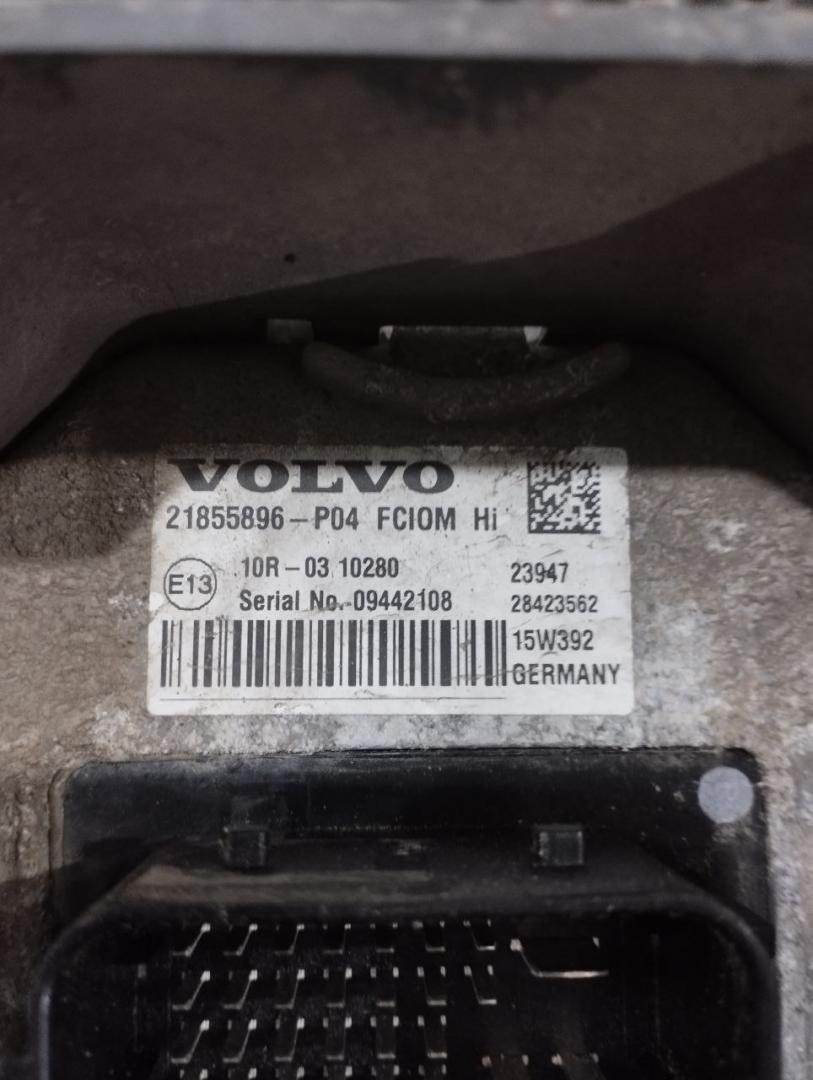 VOLVO
21855896-P04 FCIOM Hi
E13
10R-03 10280
23947
Serial No.-09442108
28423562
15W392
GERMANY